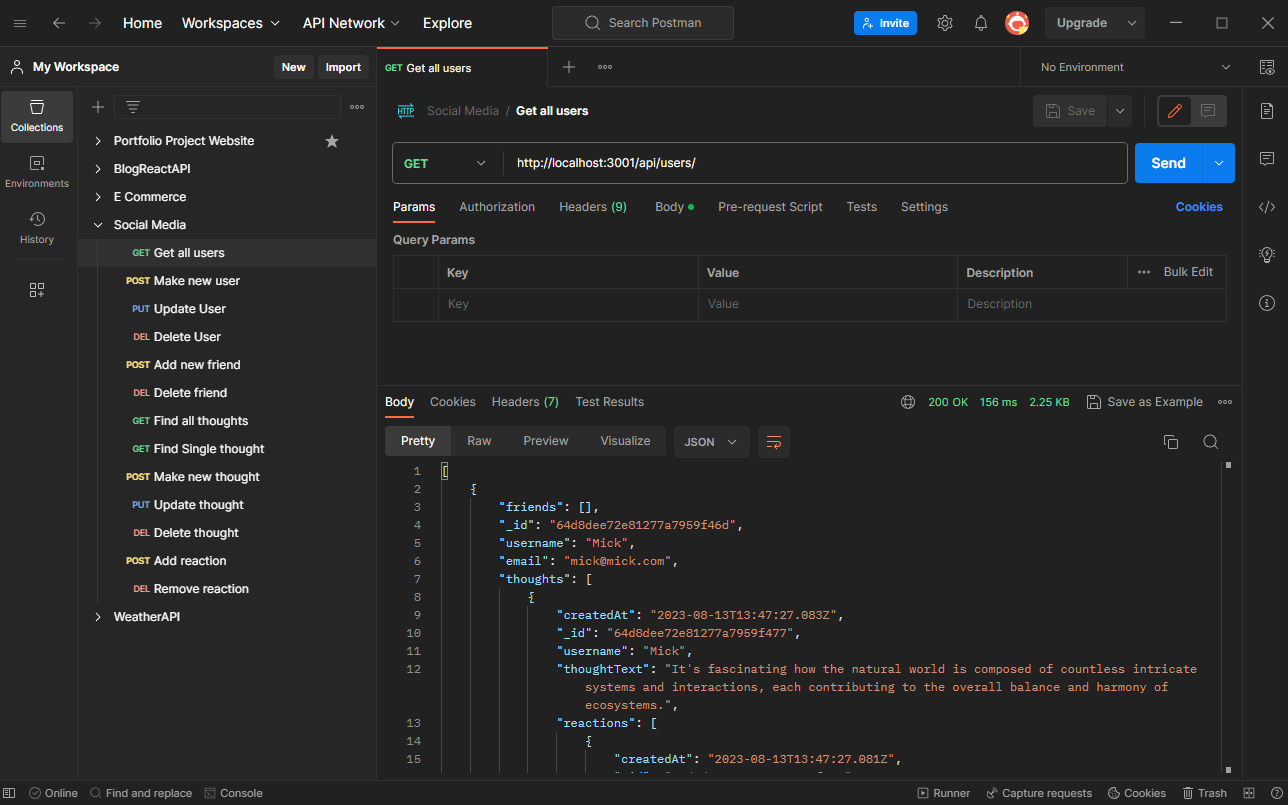 Home Workspaces API Network Explore Search Postman Invite Upgrade
My Workspace New Import GET Get all users No Environment
Collections
Environments
History
Portfolio Project Website
BlogReactAPI
E Commerce
Social Media
GET Get all users
POST Make new user
PUT Update User
DEL Delete User
POST Add new friend
DEL Delete friend
GET Find all thoughts
GET Find Single thought
POST Make new thought
PUT Update thought
DEL Delete thought
POST Add reaction
DEL Remove reaction
WeatherAPI
HTTP Social Media / Get all users Save
GET http://localhost:3001/api/users/ Send
Params Authorization Headers (9) Body Pre-request Script Tests Settings Cookies
Query Params
Key Value Description Bulk Edit
Key Value Description
Body Cookies Headers (7) Test Results 200 OK 156 ms 2.25 KB Save as Example
Pretty Raw Preview Visualize JSON
1 [
2 {
3 "friends": [],
4 "_id": "64d8dee72e81277a7959f46d",
5 "username": "Mick",
6 "email": "mick@mick.com",
7 "thoughts": [
8 {
9 "createdAt": "2023-08-13T13:47:27.083Z",
10 "_id": "64d8dee72e81277a7959f477",
11 "username": "Mick",
12 "thoughtText": "It's fascinating how the natural world is composed of countless intricate
systems and interactions, each contributing to the overall balance and harmony of
ecosystems.",
13 "reactions": [
14 {
15 "createdAt": "2023-08-13T13:47:27.081Z",
Online Find and replace Console Runner Capture requests Cookies Trash